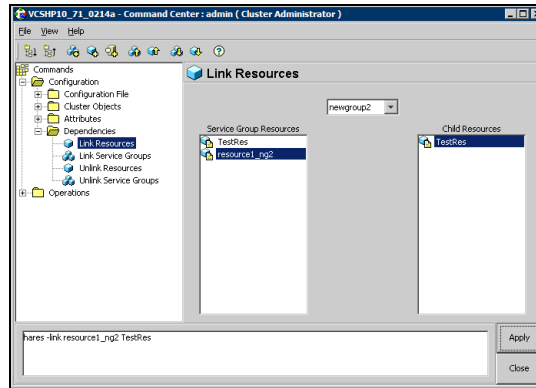 VCSHP10_71_0214a - Command Center : admin ( Cluster Administrator )
File View Help
Commands
Configuration
Configuration File
Cluster Objects
Attributes
Dependencies
Link Resources
Link Service Groups
Unlink Resources
Unlink Service Groups
Operations
Link Resources
newgroup2
Service Group Resources
TestRes
resource1_ng2
Child Resources
TestRes
hares -link resource1_ng2 TestRes
Apply
Close